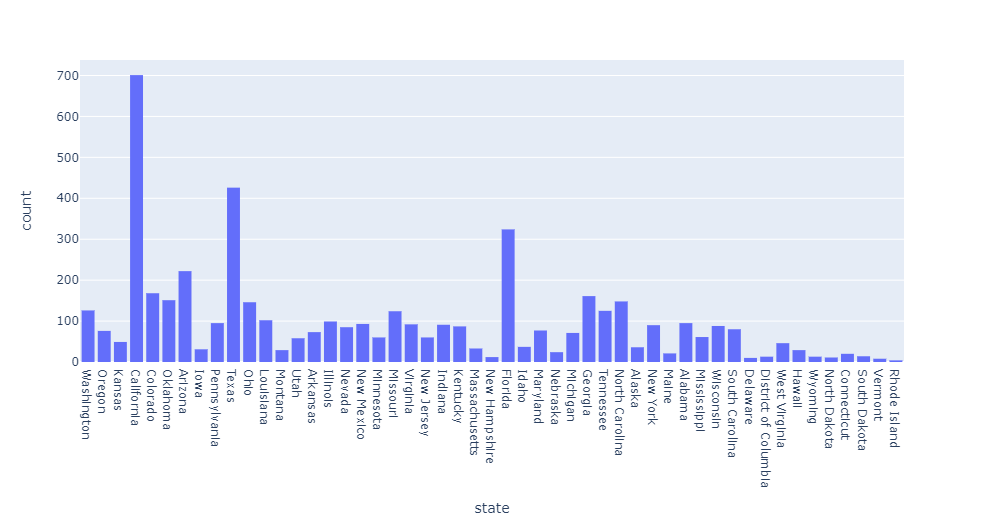 700
600
500
400
300
200
100
0
count
Washington
Oregon
Kansas
California
Colorado
Oklahoma
Arizona
Iowa
Pennsylvania
Texas
Ohio
Louisiana
Montana
Utah
Arkansas
Illinois
Nevada
New Mexico
Minnesota
Missouri
Virginia
New Jersey
Indiana
Kentucky
Massachusetts
New Hampshire
Florida
Idaho
Maryland
Nebraska
Michigan
Georgia
Tennessee
North Carolina
Alaska
New York
Maine
Alabama
Mississippi
Wisconsin
South Carolina
Delaware
District of Columbia
West Virginia
Hawaii
Wyoming
North Dakota
Connecticut
South Dakota
Vermont
Rhode Island
state